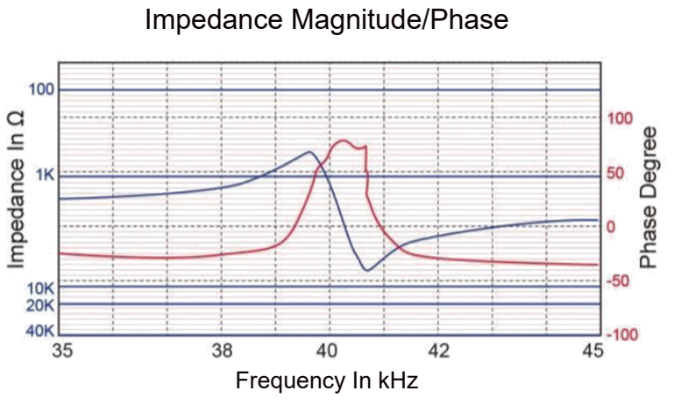 Impedance Magnitude/Phase
Impedance In Ω
100
1K
10K
20K
40K
100
50
0
-50
-100
Phase Degree
35 38 40 42 45
Frequency In kHz